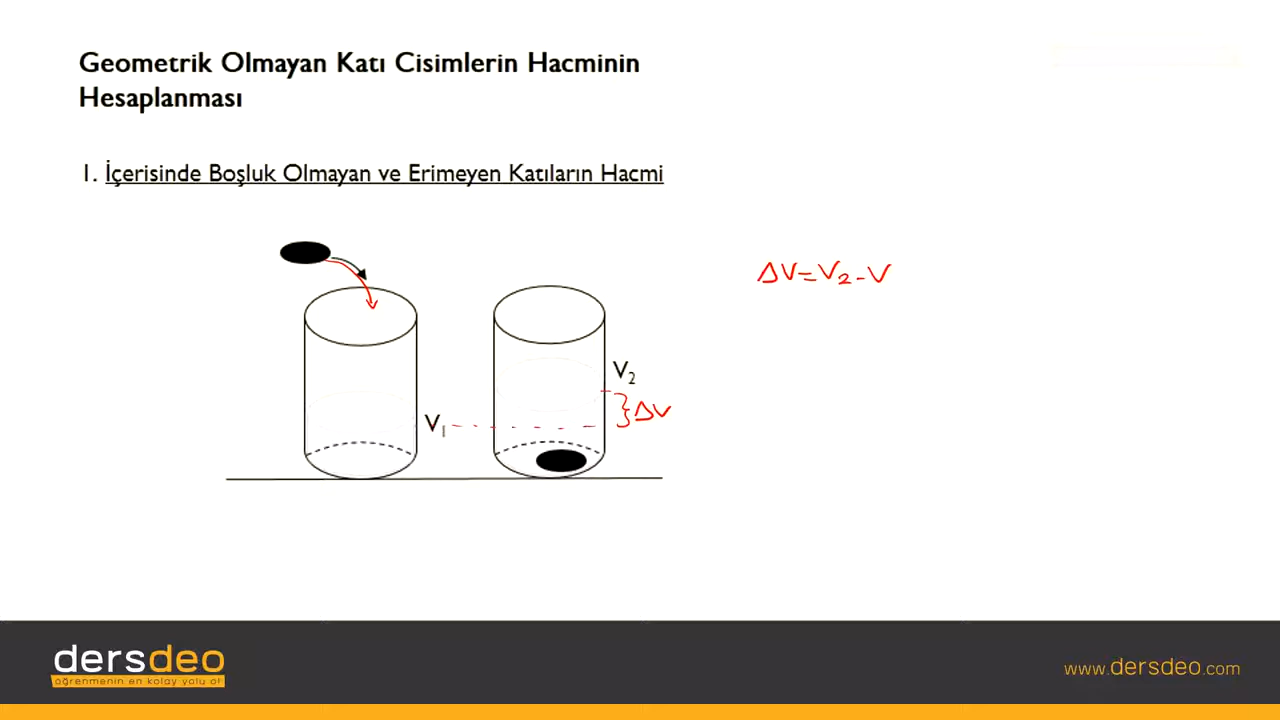 Geometrik Olmayan Katı Cisimlerin Hacminin
Hesaplanması
1. İçerisinde Boşluk Olmayan ve Erimeyen Katıların Hacmi
ΔV=V₂-V
V₂
ΔV
V₁
dersdeo
öğrenmenin en kolay yolu o!
www.dersdeo.com